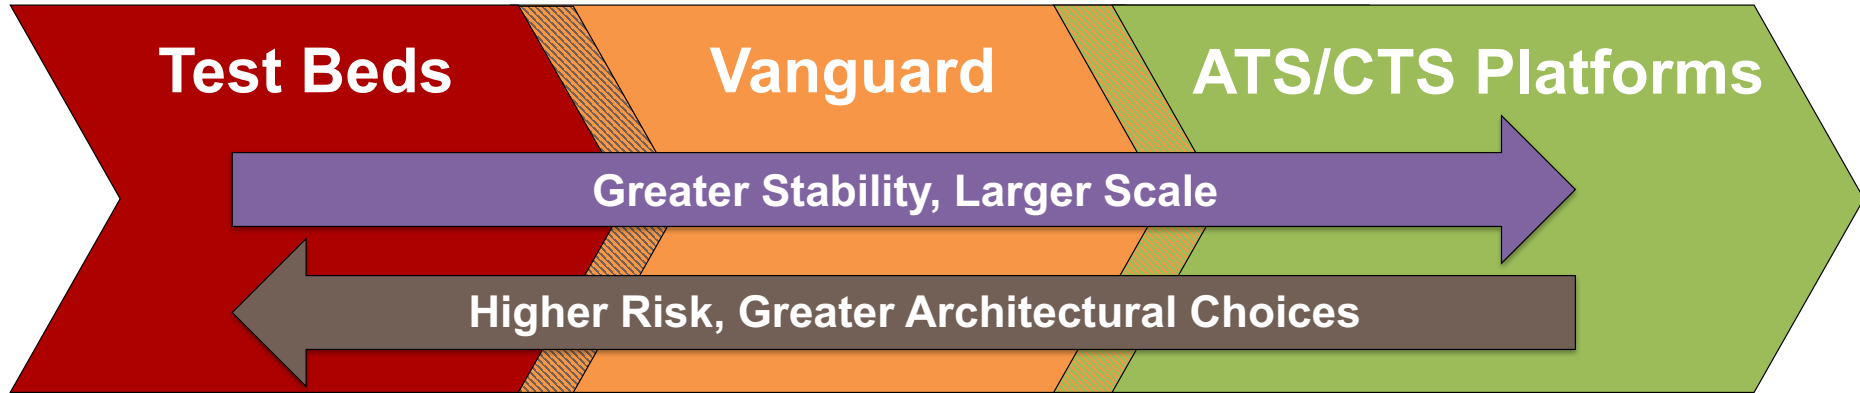 Test Beds
Vanguard
ATS/CTS Platforms
Greater Stability, Larger Scale
Higher Risk, Greater Architectural Choices